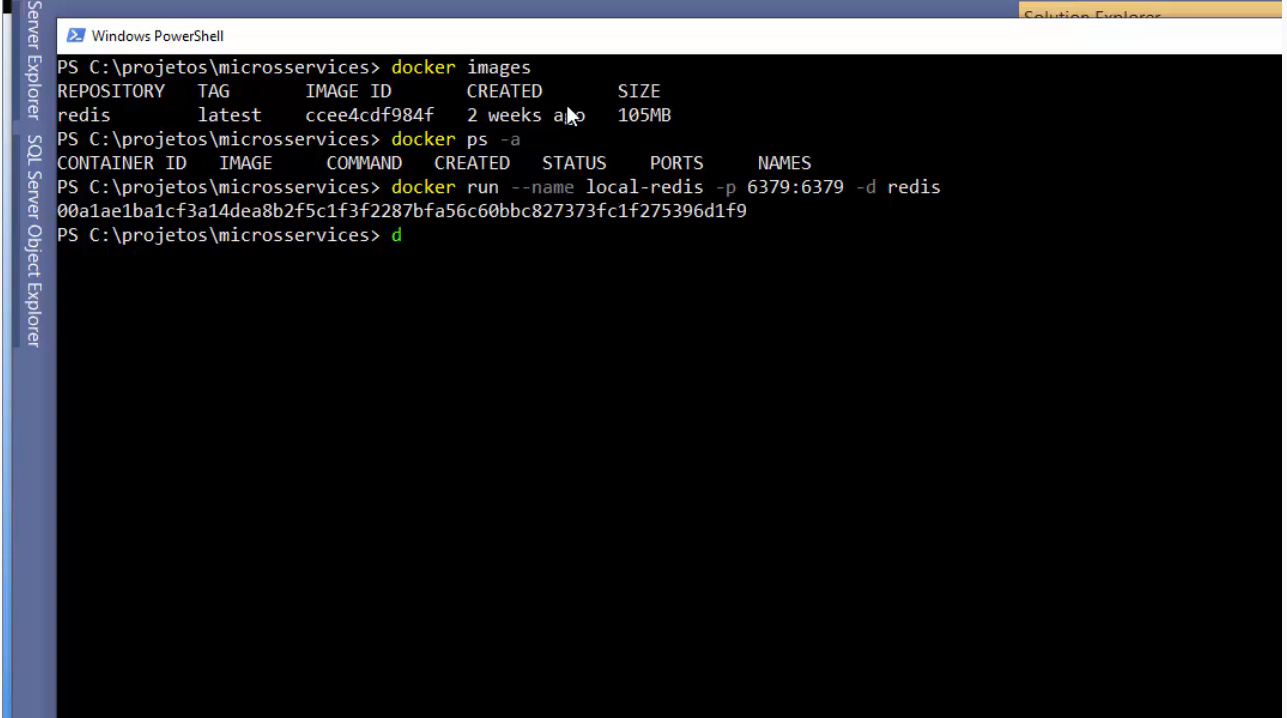 Solution Explorer
Server Explorer
SQL Server Object Explorer
Windows PowerShell
PS C:\projetos\microsservices> docker images
REPOSITORY   TAG       IMAGE ID       CREATED       SIZE
redis        latest    ccee4cdf984f   2 weeks ago   105MB
PS C:\projetos\microsservices> docker ps -a
CONTAINER ID   IMAGE     COMMAND   CREATED   STATUS    PORTS     NAMES
PS C:\projetos\microsservices> docker run --name local-redis -p 6379:6379 -d redis
00a1ae1ba1cf3a14dea8b2f5c1f3f2287bfa56c60bbc827373fc1f275396d1f9
PS C:\projetos\microsservices> d